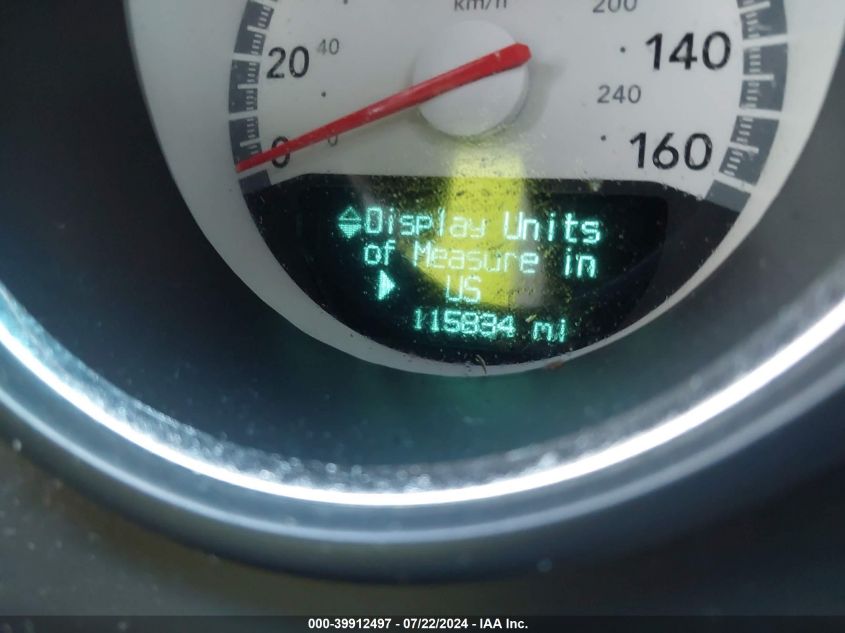 km/h
200
20
40
140
240
0
0
160
Display Units
of Measure in
US
115834 mi
000-39912497 - 07/22/2024 - IAA Inc.